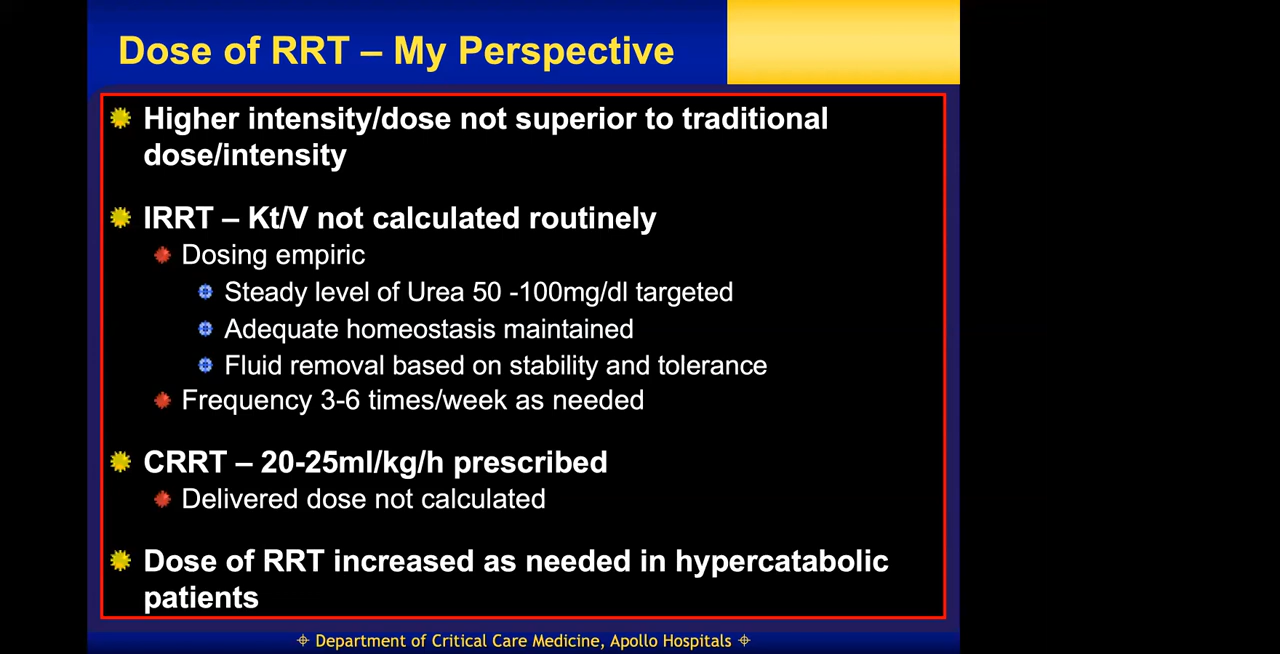 Dose of RRT – My Perspective
Higher intensity/dose not superior to traditional
dose/intensity
IRRT – Kt/V not calculated routinely
Dosing empiric
Steady level of Urea 50 -100mg/dl targeted
Adequate homeostasis maintained
Fluid removal based on stability and tolerance
Frequency 3-6 times/week as needed
CRRT – 20-25ml/kg/h prescribed
Delivered dose not calculated
Dose of RRT increased as needed in hypercatabolic
patients
Department of Critical Care Medicine, Apollo Hospitals